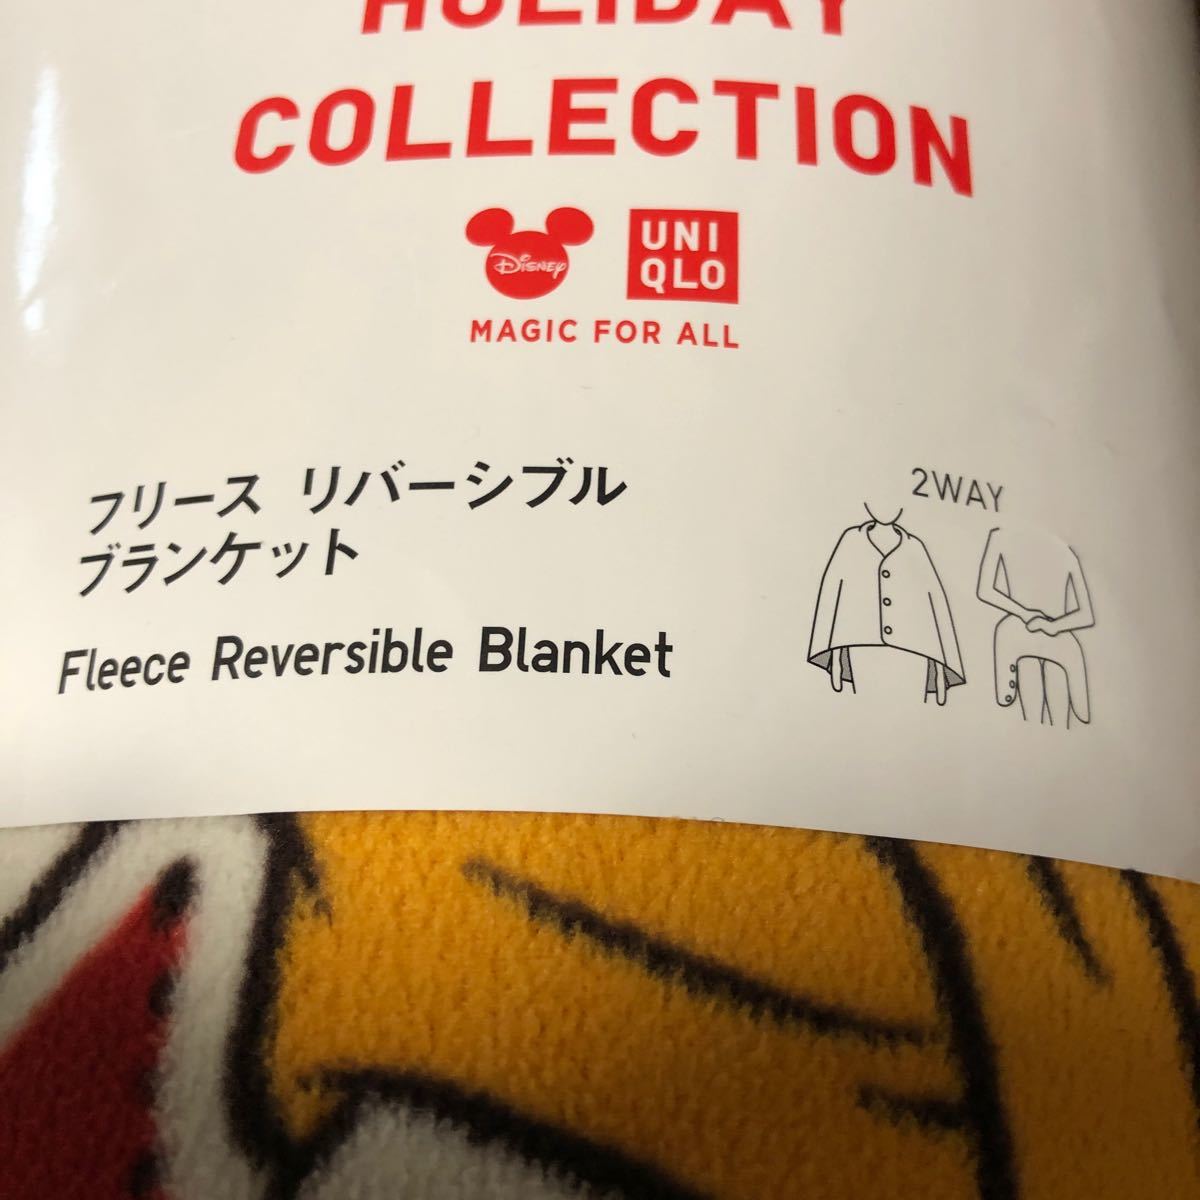 HOLIDAY
COLLECTION
Disney
UNI
QLO
MAGIC FOR ALL
フリース リバーシブル
ブランケット
Fleece Reversible Blanket
2WAY